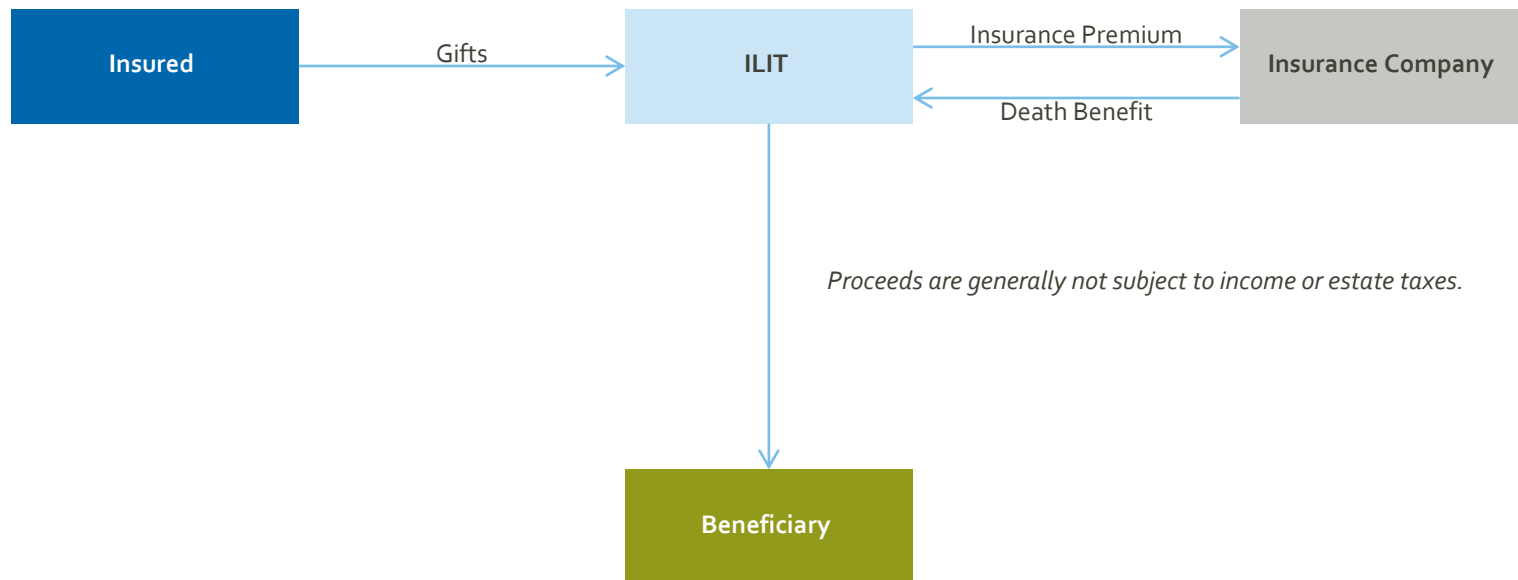 Insured
Gifts
ILIT
Insurance Premium
Insurance Company
Death Benefit
Proceeds are generally not subject to income or estate taxes.
Beneficiary